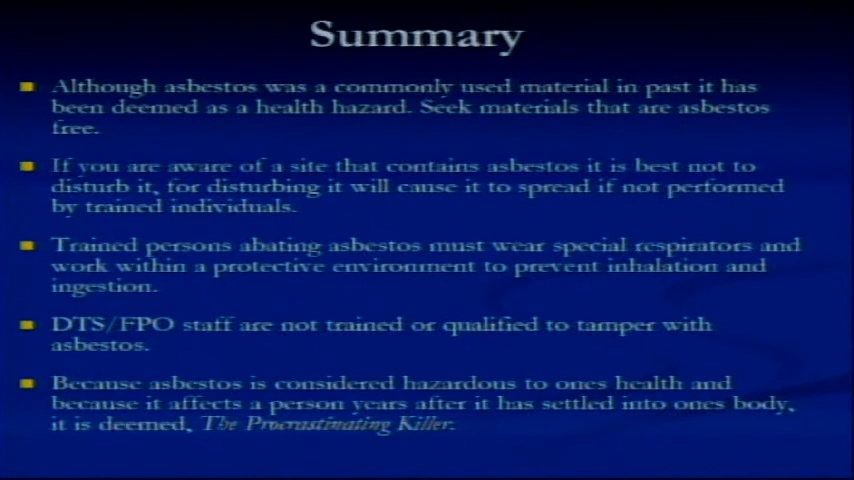 Summary
Although asbestos was a commonly used material in past it has
been deemed as a health hazard. Seek materials that are asbestos
free.
If you are aware of a site that contains asbestos it is best not to
disturb it, for disturbing it will cause it to spread if not performed
by trained individuals.
Trained persons abating asbestos must wear special respirators and
work within a protective environment to prevent inhalation and
ingestion.
DTS/FPO staff are not trained or qualified to tamper with
asbestos.
Because asbestos is considered hazardous to ones health and
because it affects a person years after it has settled into ones body,
it is deemed, The Procrastinating Killer.